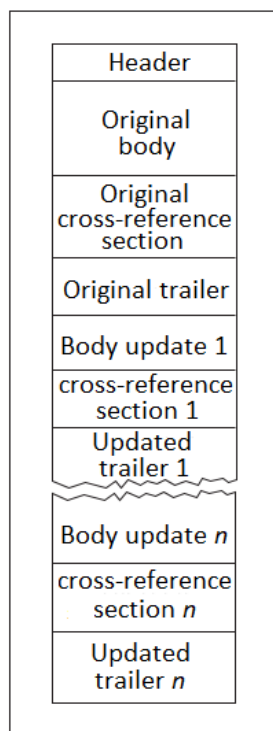 Header
Original
body
Original
cross-reference
section
Original trailer
Body update 1
cross-reference
section 1
Updated
trailer 1
Body update n
cross-reference
section n
Updated
trailer n